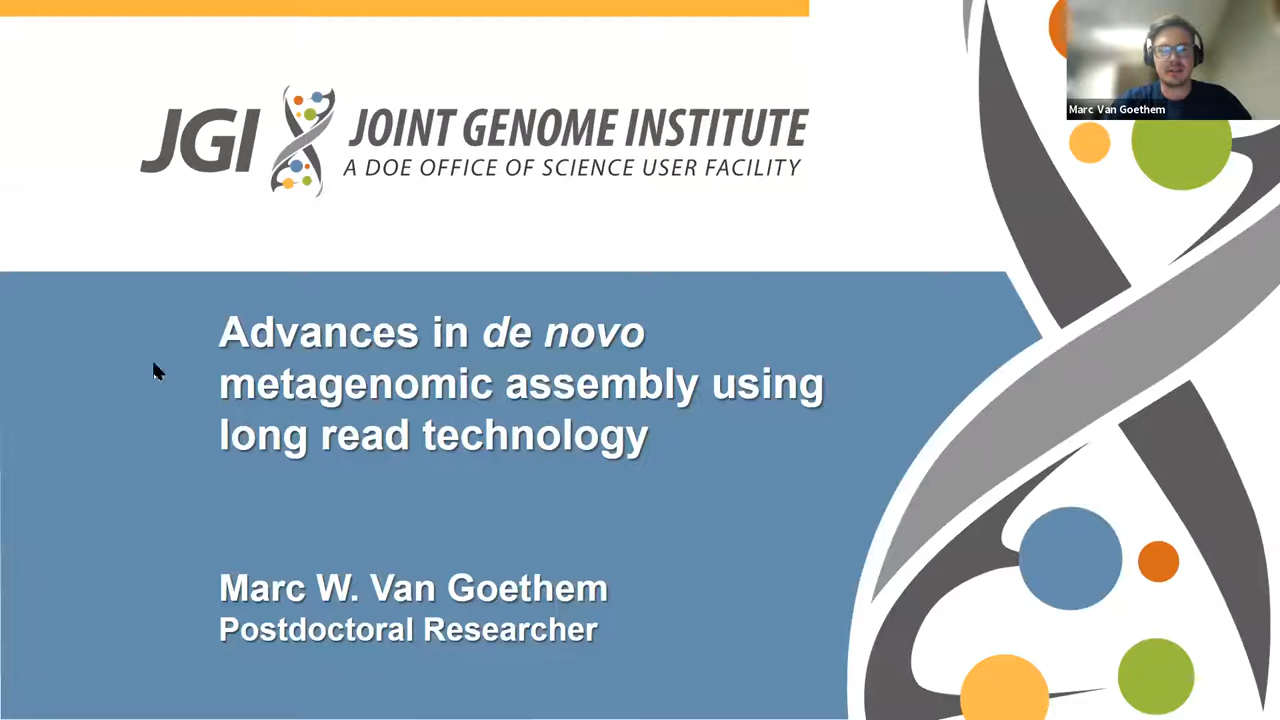 Marc Van Goethem
JGI JOINT GENOME INSTITUTE
A DOE OFFICE OF SCIENCE USER FACILITY
Advances in de novo
metagenomic assembly using
long read technology
Marc W. Van Goethem
Postdoctoral Researcher